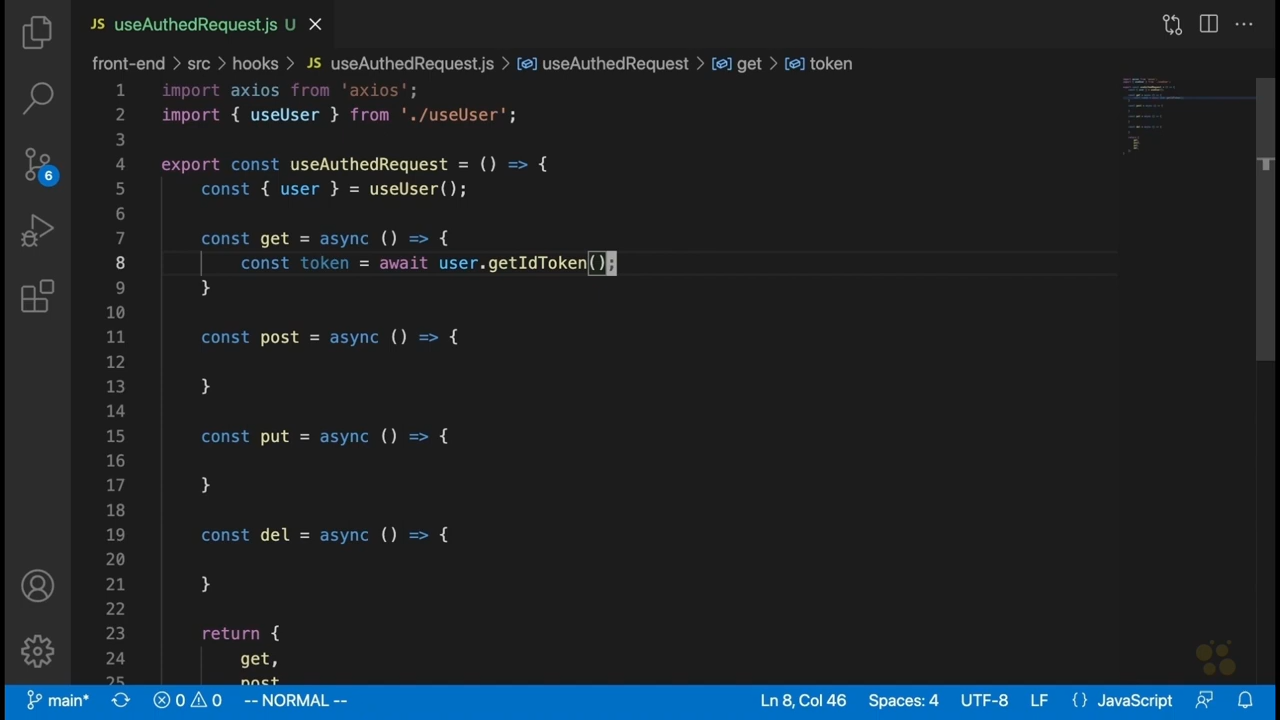 JS useAuthedRequest.js U
front-end > src > hooks > JS useAuthedRequest.js > useAuthedRequest > get > token
1 import axios from 'axios';
2 import { useUser } from './useUser';
3
4 export const useAuthedRequest = () => {
5 const { user } = useUser();
6
7 const get = async () => {
8 const token = await user.getIdToken();
9 }
10
11 const post = async () => {
12
13 }
14
15 const put = async () => {
16
17 }
18
19 const del = async () => {
20
21 }
22
23 return {
24 get,
25 post
6
main* 0 0 -- NORMAL -- Ln 8, Col 46 Spaces: 4 UTF-8 LF {} JavaScript